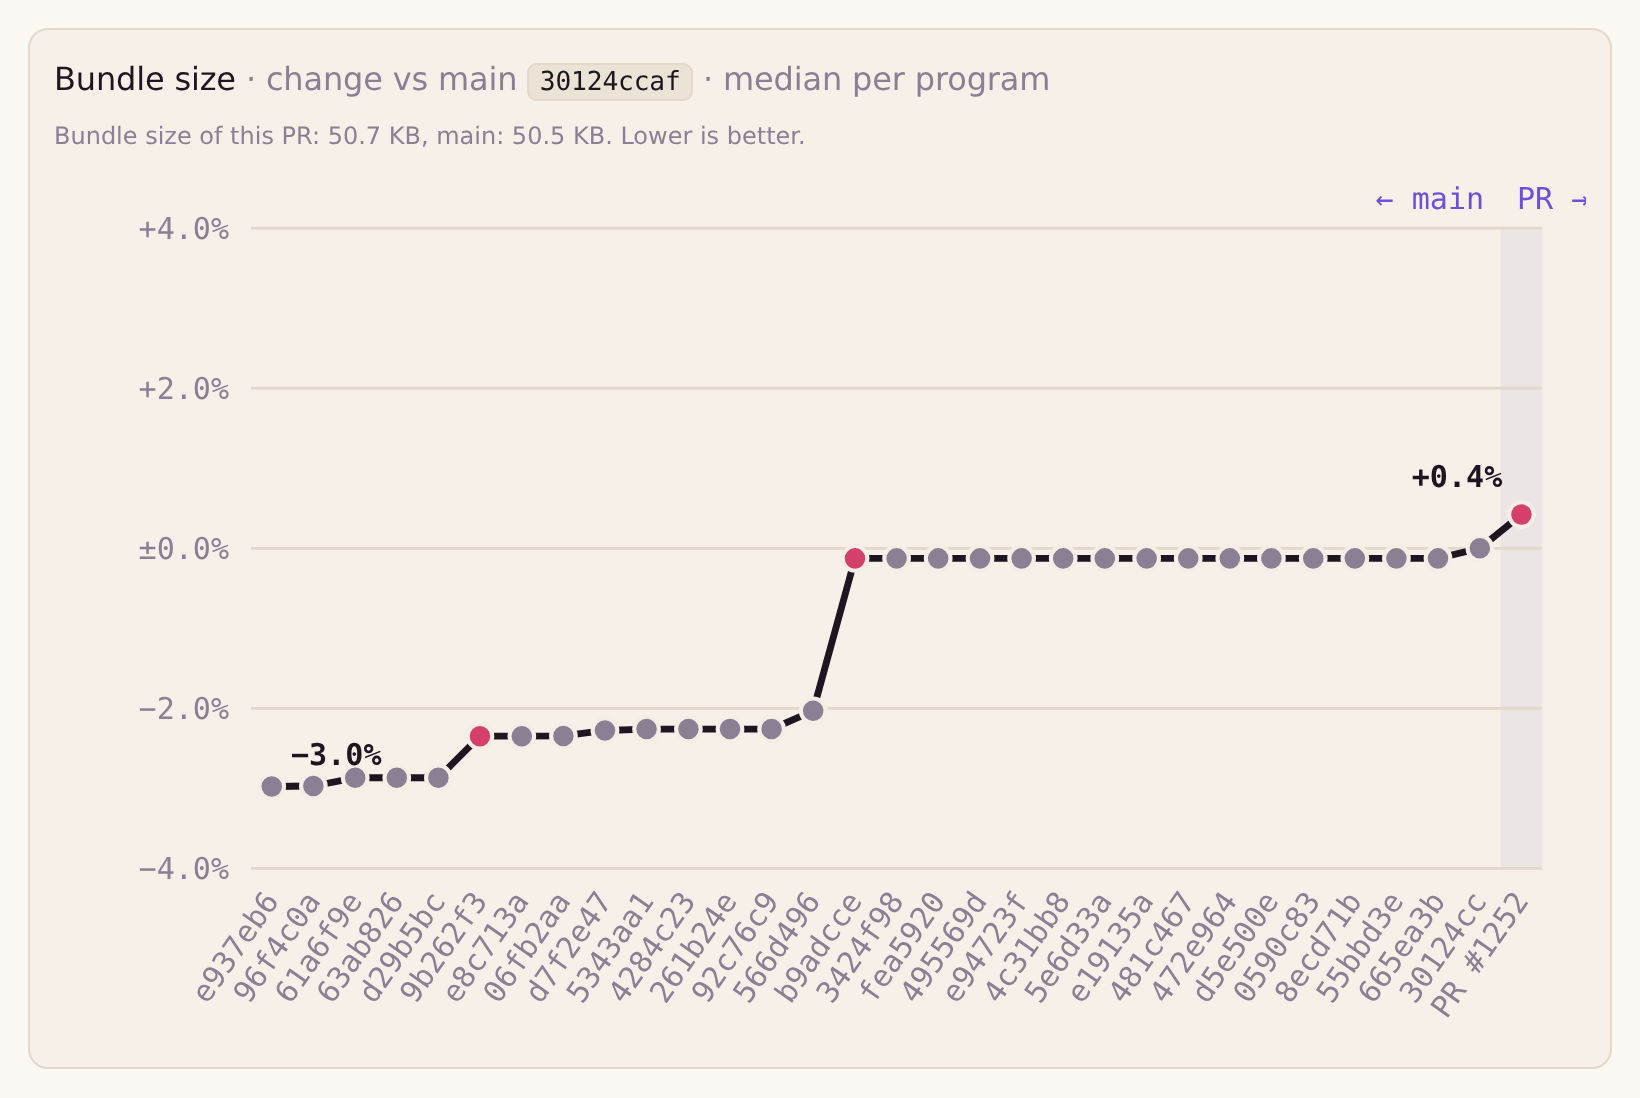 Bundle size · change vs main 30124ccaf · median per program
Bundle size of this PR: 50.7 KB, main: 50.5 KB. Lower is better.
← main PR →
+4.0%
+2.0%
+0.4%
±0.0%
−2.0%
−3.0%
−4.0%
e937eb6
96f4c0a
61a6f9e
63ab826
d29b5bc
9b262f3
e8c713a
06fb2aa
d7f2e47
5343aa1
4284c23
261b24e
92c76c9
566d496
b9adcce
3424f98
fea5920
495569d
e94723f
4c31bb8
5e6d33a
e19135a
481c467
472e964
d5e500e
0590c83
8ecd71b
55bbd3e
665ea3b
30124cc
PR #1252